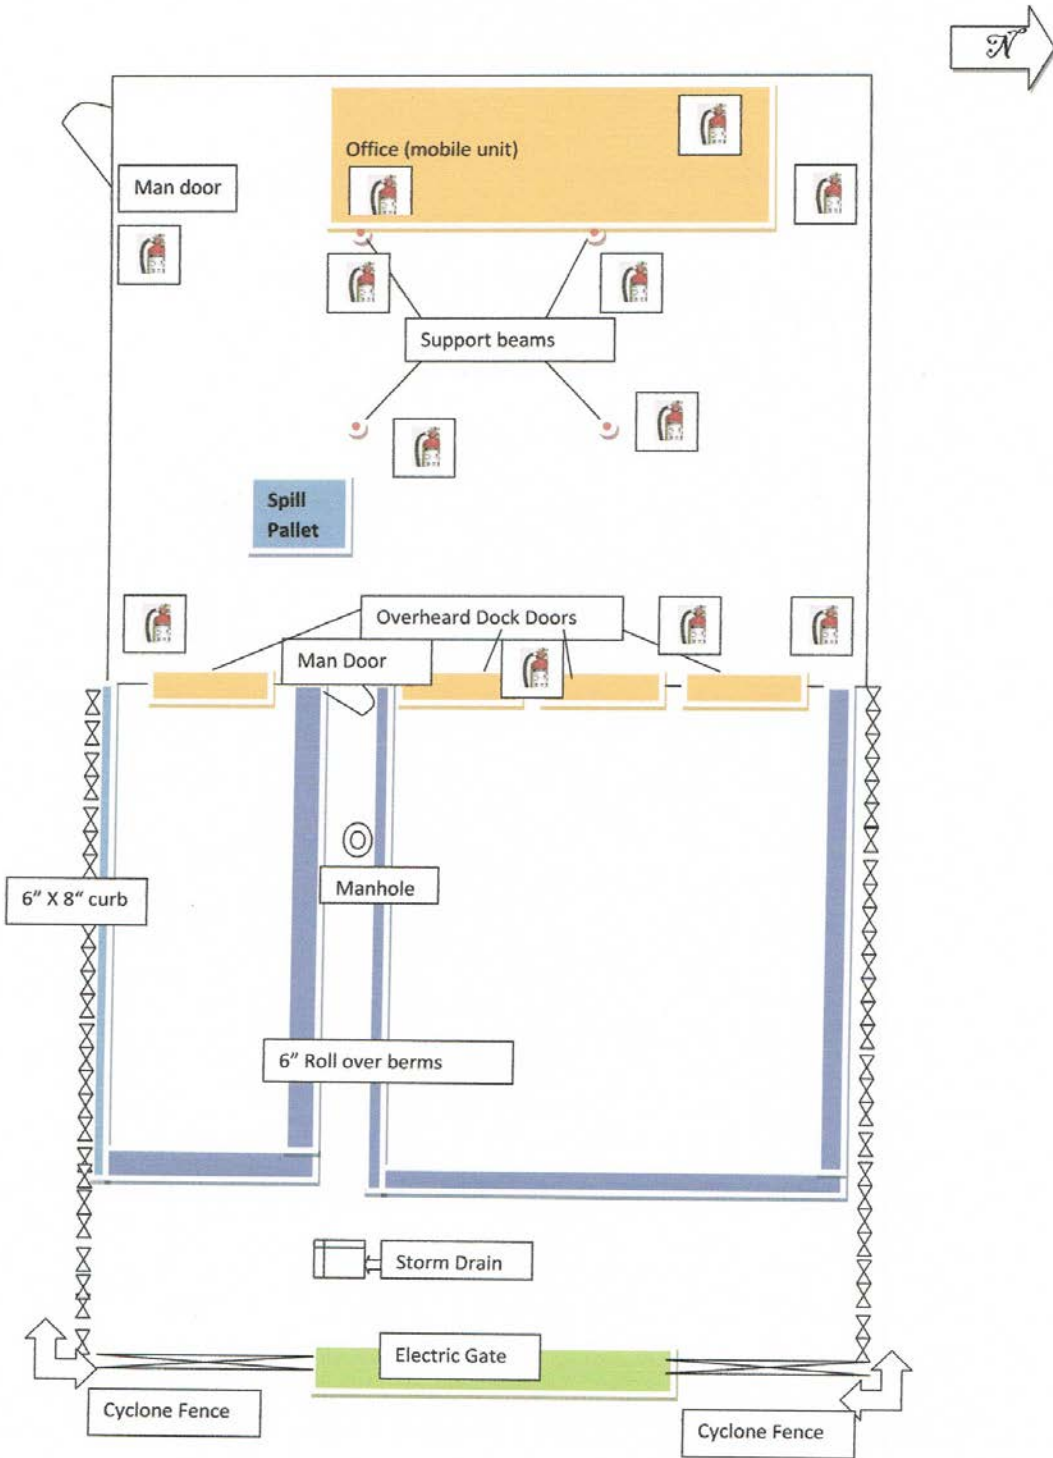 N
Office (mobile unit)
Man door
Support beams
Spill
Pallet
Overheard Dock Doors
Man Door
6" X 8" curb
Manhole
6" Roll over berms
Storm Drain
Electric Gate
Cyclone Fence
Cyclone Fence